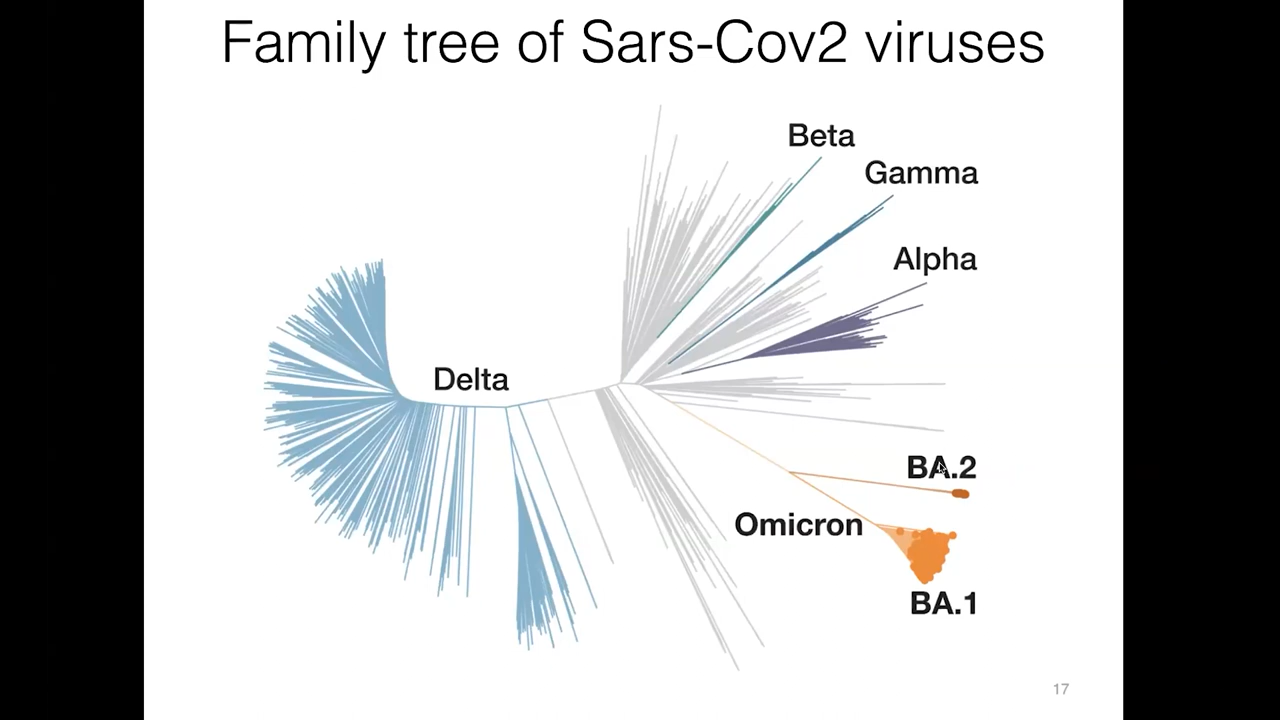 Family tree of Sars-Cov2 viruses
Beta
Gamma
Alpha
Delta
BA.2
Omicron
BA.1
17